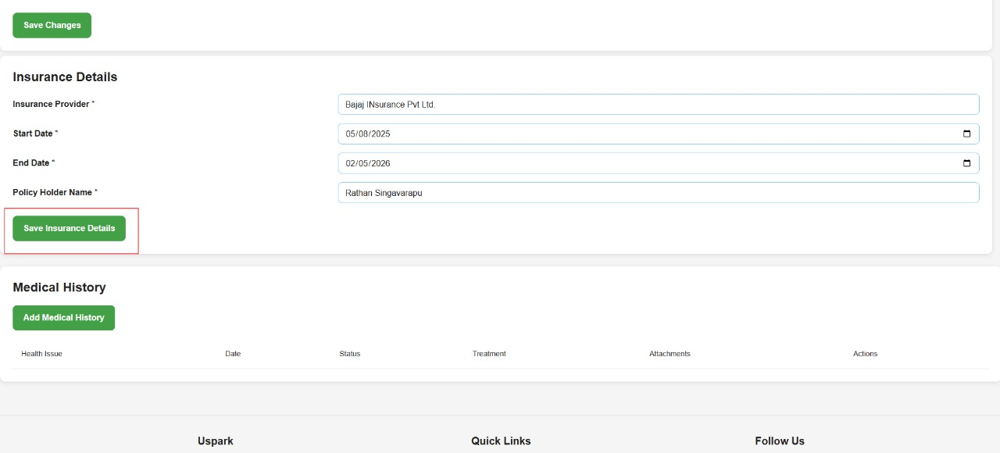 Save Changes
Insurance Details
Insurance Provider *
Bajaj INsurance Pvt Ltd.
Start Date *
05/08/2025
End Date *
02/05/2026
Policy Holder Name *
Rathan Singavarapu
Save Insurance Details
Medical History
Add Medical History
Health Issue Date Status Treatment Attachments Actions
Uspark Quick Links Follow Us